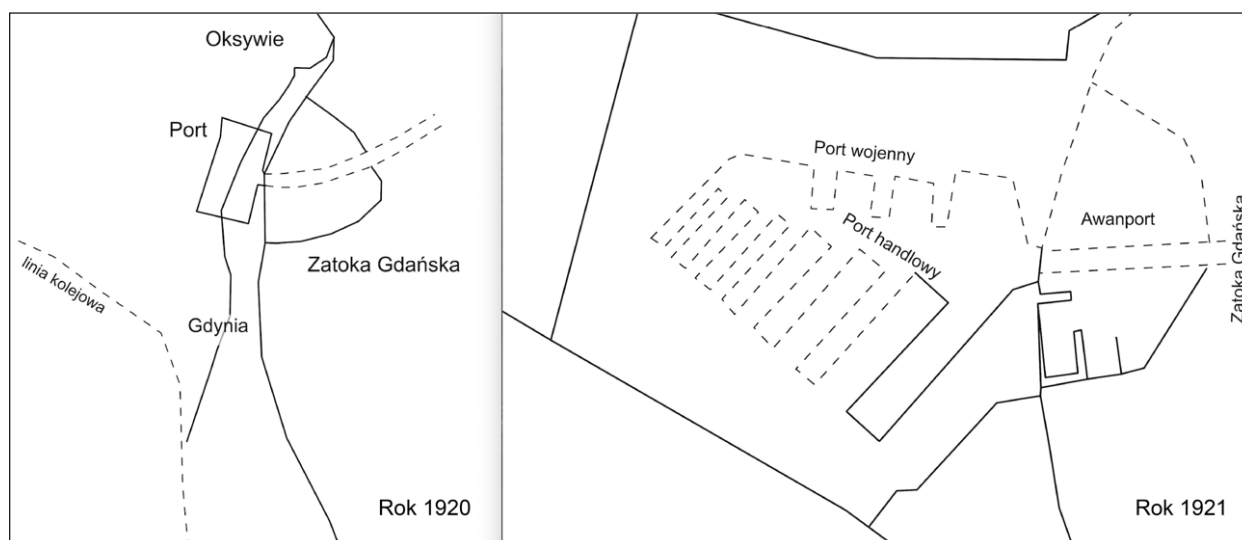 Oksywie
Port
Zatoka Gdańska
linia kolejowa
Gdynia
Rok 1920
Port wojenny
Port handlowy
Awanport
Zatoka Gdańska
Rok 1921